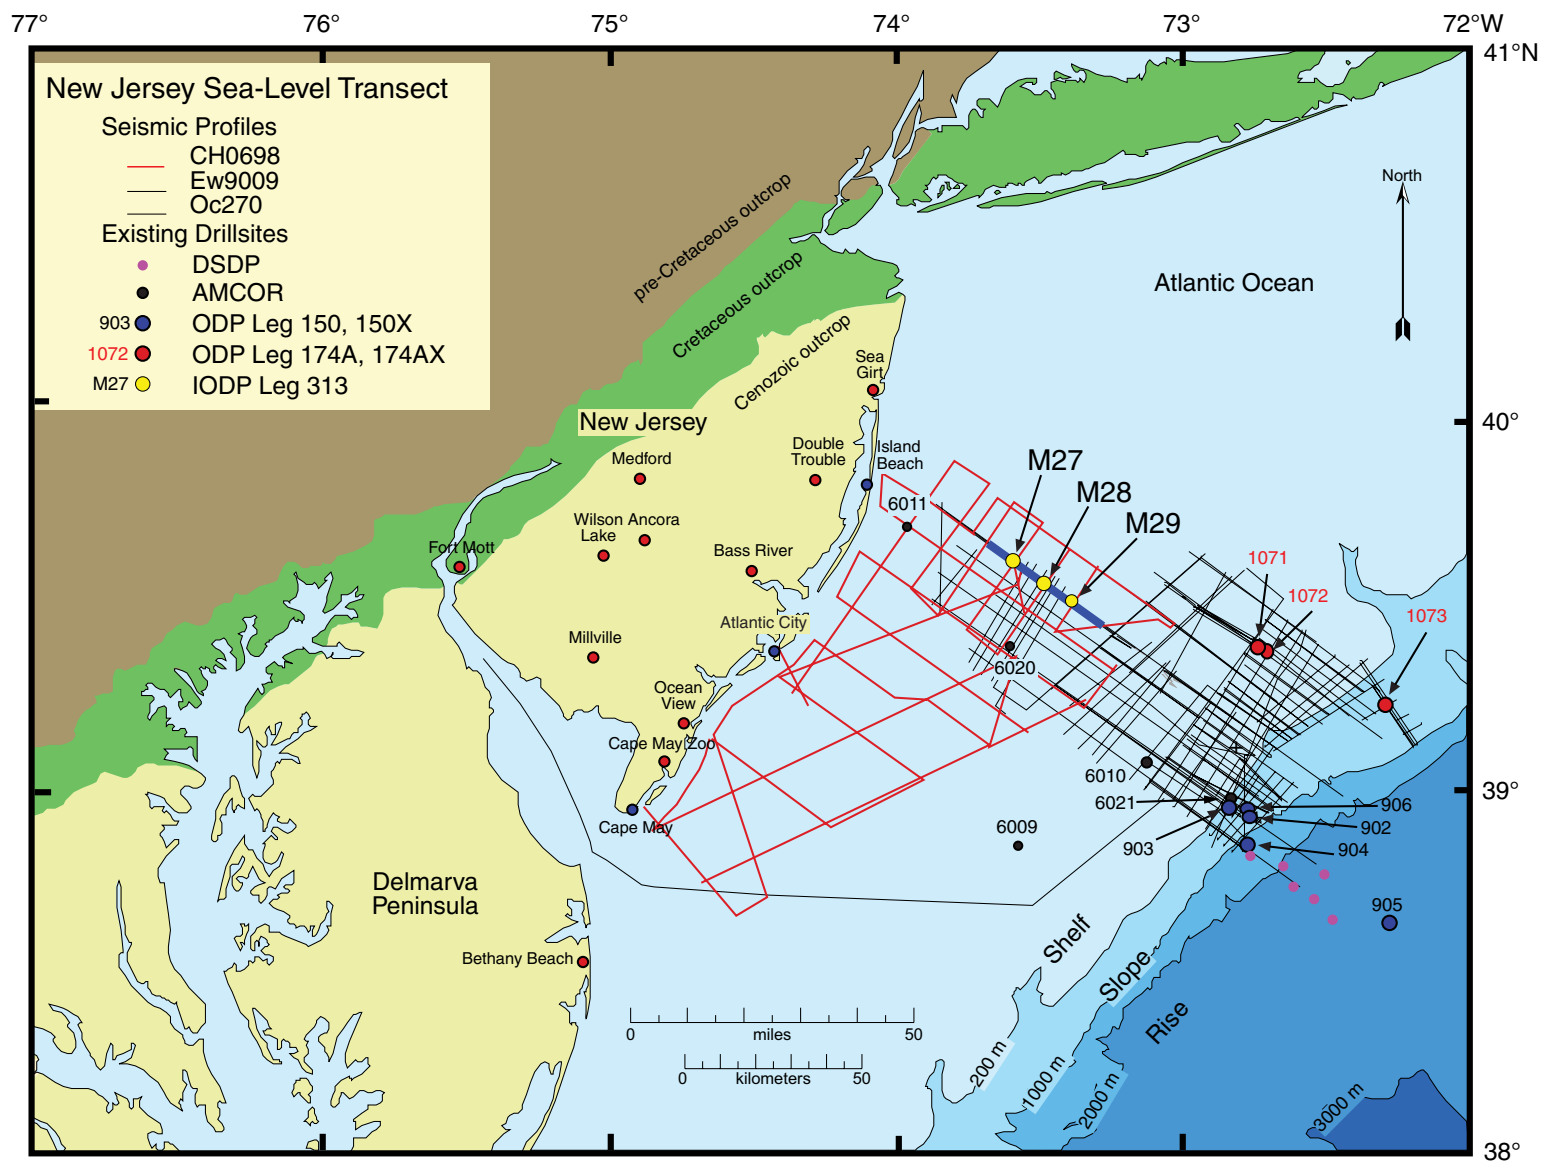 77°
76°
75°
74°
73°
72°W
41°N
New Jersey Sea-Level Transect
Seismic Profiles
CH0698
Ew9009
Oc270
Existing Drillsites
DSDP
AMCOR
903 ODP Leg 150, 150X
1072 ODP Leg 174A, 174AX
M27 IODP Leg 313
North
pre-Cretaceous outcrop
Cretaceous outcrop
Cenozoic outcrop
Atlantic Ocean
Sea
Girt
40°
New Jersey
Medford
Double
Trouble
Island
Beach
M27
M28
M29
6011
Wilson
Lake
Ancora
Fort Mott
Bass River
1071
1072
1073
Atlantic City
Millville
6020
Ocean
View
Cape May Zoo
6010
39°
6021
906
902
Cape May
6009
903
904
Delmarva
Peninsula
905
Shelf
Bethany Beach
Slope
Rise
0
miles
50
0
kilometers
50
200 m
1000 m
2000 m
3000 m
38°